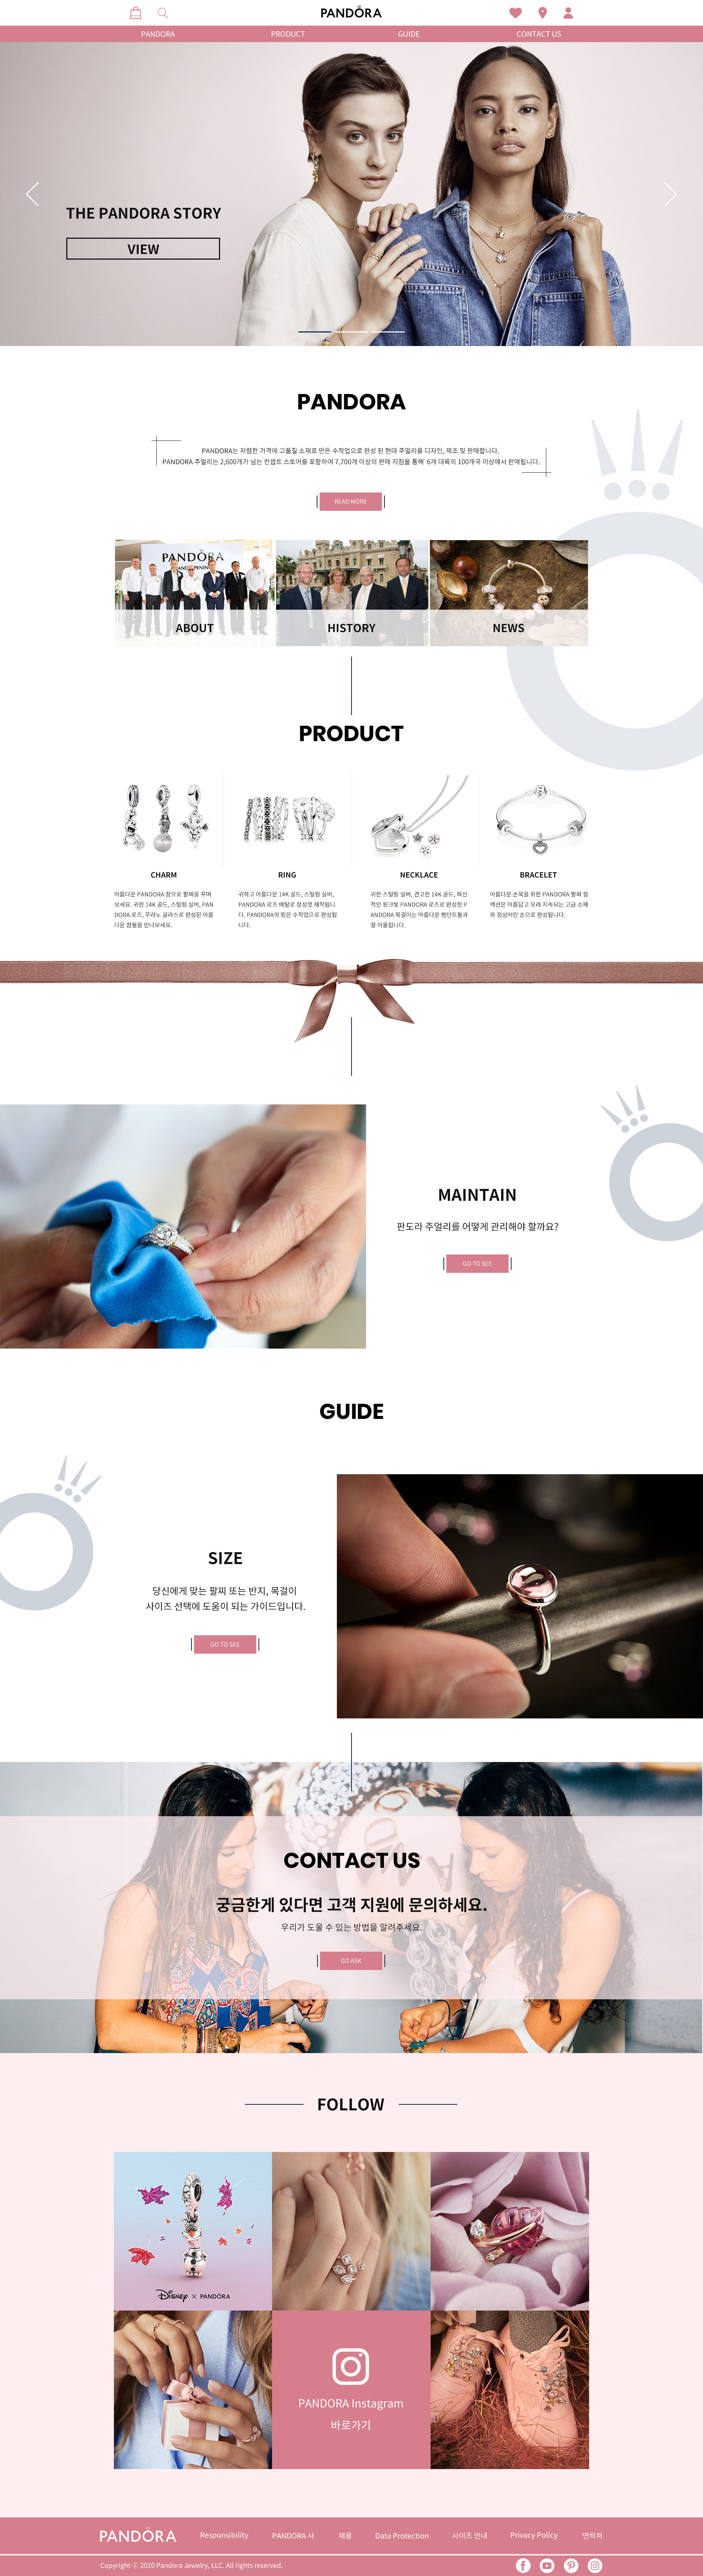 PANDÖRA
PANDORA
PRODUCT
GUIDE
CONTACT US
THE PANDORA STORY
VIEW
PANDORA
PANDORA는 저렴한 가격에 고품질 소재로 만든 수작업으로 완성 된 현대 주얼리를 디자인, 제조 및 판매합니다.
PANDORA 주얼리는 2,600개가 넘는 컨셉트 스토어를 포함하여 7,700개 이상의 판매 지점을 통해 6개 대륙의 100개국 이상에서 판매됩니다.
READ MORE
PANDÖRA
ABOUT
HISTORY
NEWS
PRODUCT
CHARM
아름다운 PANDORA 참으로 팔찌를 꾸며
보세요. 귀한 14K 골드, 스털링 실버, PAN
DORA 로즈, 무라노 글라스로 완성된 아름
다운 참들을 만나보세요.
RING
귀하고 아름다운 14K 골드, 스털링 실버,
PANDORA 로즈 메탈로 정성껏 제작됩니
다. PANDORA의 링은 수작업으로 완성됩
니다.
NECKLACE
귀한 스털링 실버, 견고한 14K 골드, 혁신
적인 핑크빛 PANDORA 로즈로 완성한 P
ANDORA 목걸이는 아름다운 펜던트들과
잘 어울립니다.
BRACELET
아름다운 손목을 위한 PANDORA 팔찌 컬
렉션은 아름답고 오래 지속되는 고급 소재
와 정성어린 손으로 완성됩니다.
MAINTAIN
판도라 주얼리를 어떻게 관리해야 할까요?
GO TO SEE
GUIDE
SIZE
당신에게 맞는 팔찌 또는 반지, 목걸이
사이즈 선택에 도움이 되는 가이드입니다.
GO TO SEE
CONTACT US
궁금한게 있다면 고객 지원에 문의하세요.
우리가 도울 수 있는 방법을 알려주세요.
GO ASK
FOLLOW
Disney × PANDÖRA
PANDORA Instagram
바로가기
PANDÖRA
Responsibility
PANDORA 사
채용
Data Protection
사이즈 안내
Privacy Policy
연락처
Copyright ⓒ 2020 Pandora Jewelry, LLC. All rights reserved.